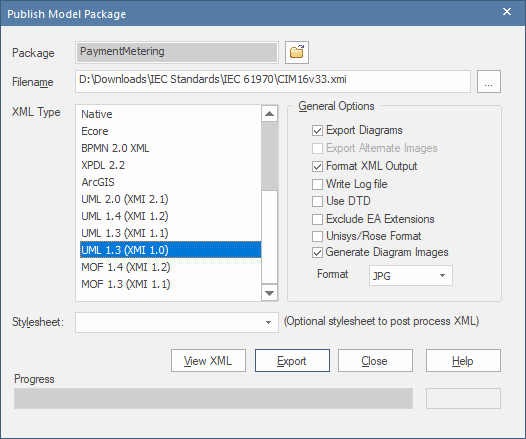 Publish Model Package
Package
PaymentMetering
Filename
D:\Downloads\IEC Standards\IEC 61970\CIM16v33.xmi
...
XML Type
Native
Ecore
BPMN 2.0 XML
XPDL 2.2
ArcGIS
UML 2.0 (XMI 2.1)
UML 1.4 (XMI 1.2)
UML 1.3 (XMI 1.1)
UML 1.3 (XMI 1.0)
MOF 1.4 (XMI 1.2)
MOF 1.3 (XMI 1.1)
General Options
Export Diagrams
Export Alternate Images
Format XML Output
Write Log file
Use DTD
Exclude EA Extensions
Unisys/Rose Format
Generate Diagram Images
Format
JPG
Stylesheet:
(Optional stylesheet to post process XML)
View XML
Export
Close
Help
Progress